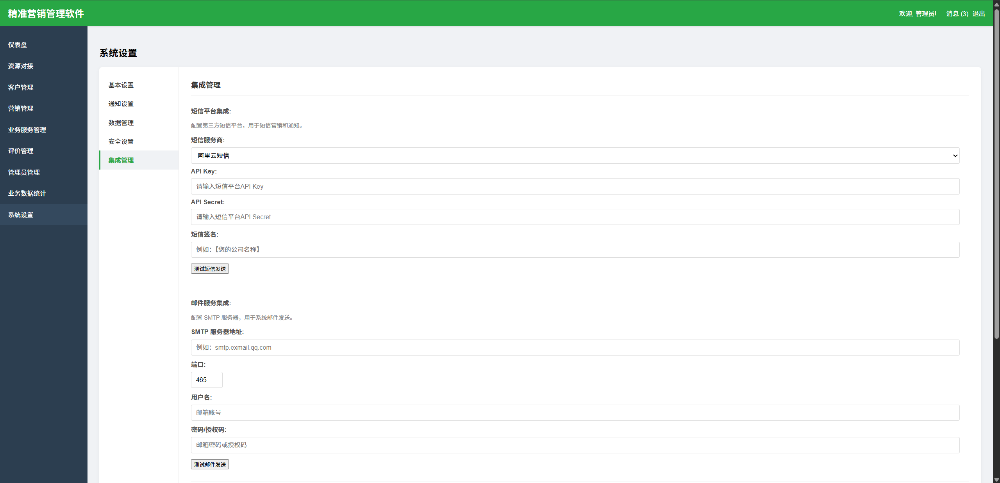 精准营销管理软件
欢迎, 管理员! 消息 (3) 退出
仪表盘
资源对接
客户管理
营销管理
业务服务管理
评价管理
管理员管理
业务数据统计
系统设置
系统设置
基本设置
通知设置
数据管理
安全设置
集成管理
集成管理
短信平台集成:
配置第三方短信平台，用于短信营销和通知。
短信服务商:
阿里云短信
API Key:
请输入短信平台API Key
API Secret:
请输入短信平台API Secret
短信签名:
例如：【您的公司名称】
测试短信发送
邮件服务集成:
配置 SMTP 服务器，用于系统邮件发送。
SMTP 服务器地址:
例如：smtp.exmail.qq.com
端口:
465
用户名:
邮箱账号
密码/授权码:
邮箱密码或授权码
测试邮件发送